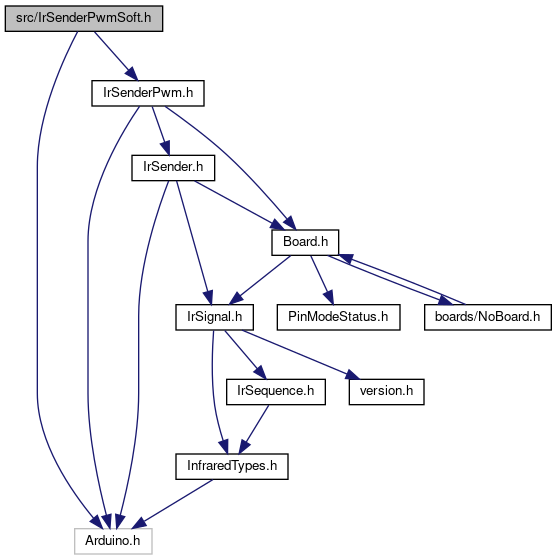 src/IrSenderPwmSoft.h
IrSenderPwm.h
IrSender.h
Board.h
IrSignal.h
PinModeStatus.h
boards/NoBoard.h
IrSequence.h
version.h
InfraredTypes.h
Arduino.h